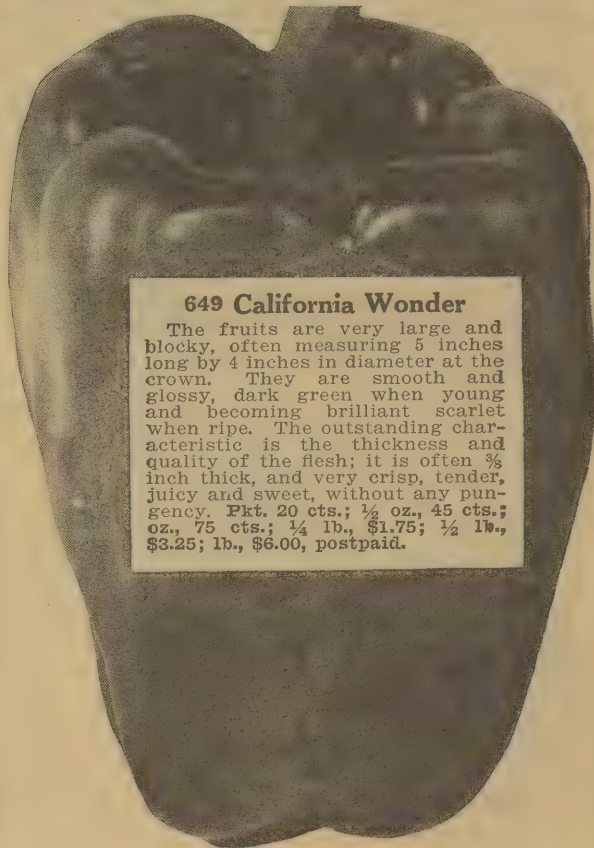 649 California Wonder
The fruits are very large and
blocky, often measuring 5 inches
long by 4 inches in diameter at the
crown. They are smooth and
glossy, dark green when young
and becoming brilliant scarlet
when ripe. The outstanding char-
acteristic is the thickness and
quality of the flesh; it is often ⅜
inch thick, and very crisp, tender,
juicy and sweet, without any pun-
gency. Pkt. 20 cts.; ½ oz., 45 cts.;
oz., 75 cts.; ¼ lb., $1.75; ½ lb.,
$3.25; lb., $6.00, postpaid.